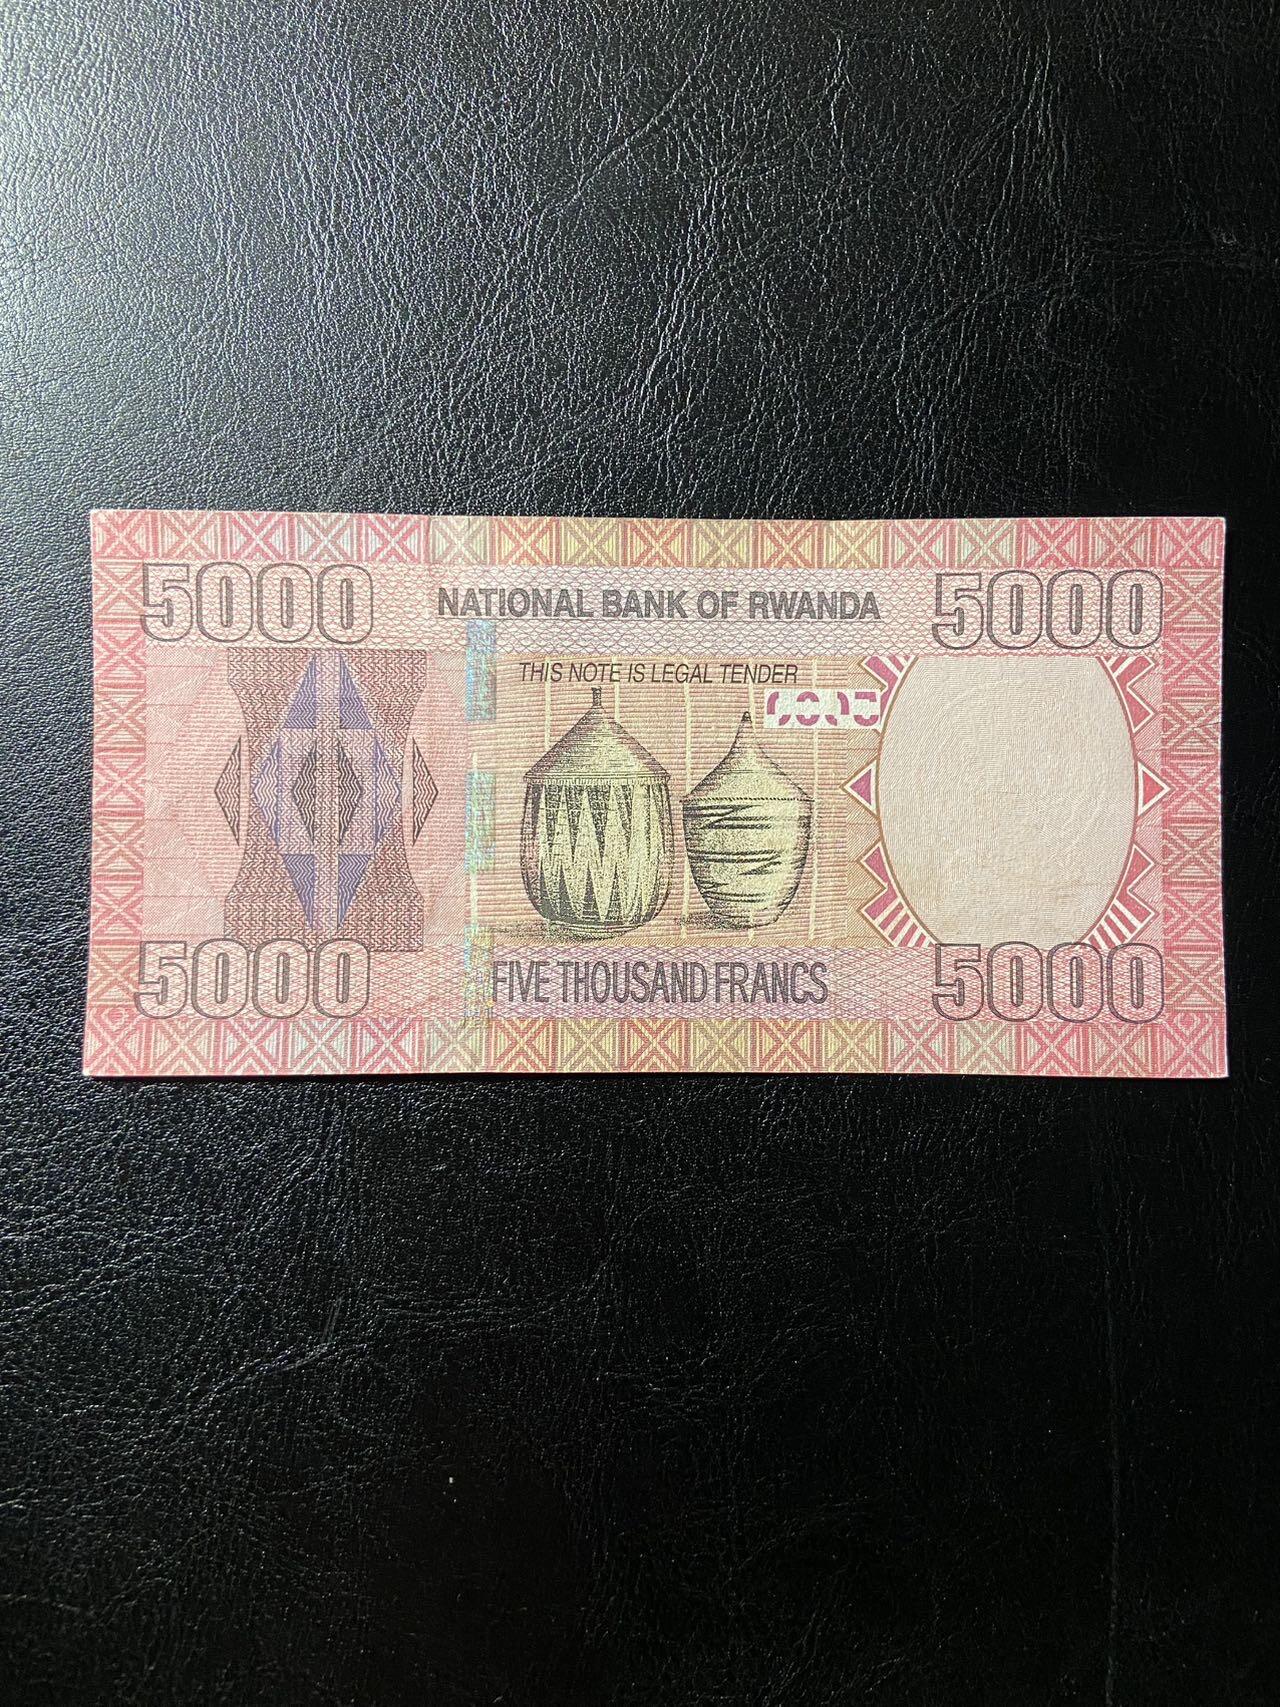 5000 NATIONAL BANK OF RWANDA 5000
THIS NOTE IS LEGAL TENDER
5000 FIVE THOUSAND FRANCS 5000